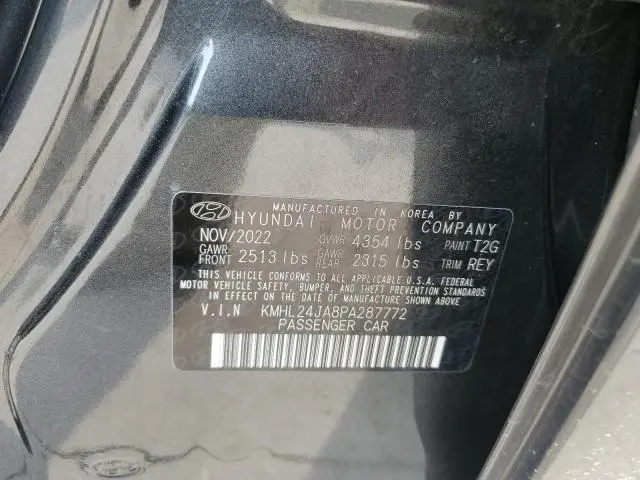 MANUFACTURED IN KOREA BY
HYUNDAI MOTOR COMPANY
NOV/2022 GVWR 4354 lbs PAINT T2G
GAWR FRONT 2513 lbs GAWR REAR 2315 lbs TRIM REY
THIS VEHICLE CONFORMS TO ALL APPLICABLE U.S.A. FEDERAL
MOTOR VEHICLE SAFETY, BUMPER, AND THEFT PREVENTION STANDARDS
IN EFFECT ON THE DATE OF MANUFACTURE SHOWN ABOVE.
V.I.N KMHL24JA8PA287772
PASSENGER CAR